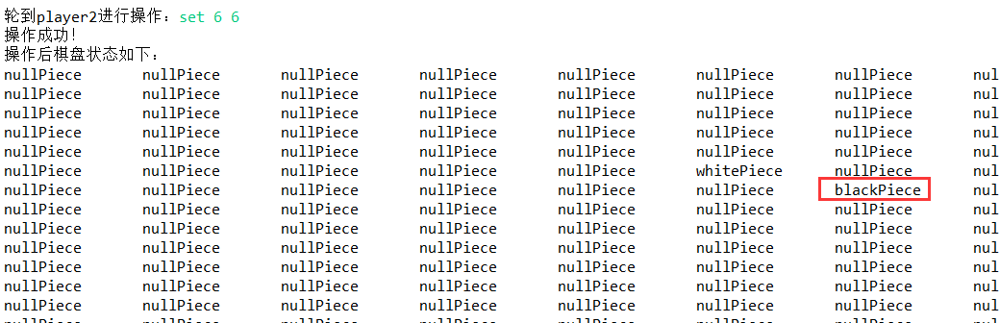 轮到player2进行操作：set 6 6
操作成功！
操作后棋盘状态如下：
nullPiece nullPiece nullPiece nullPiece nullPiece nullPiece nullPiece nul
nullPiece nullPiece nullPiece nullPiece nullPiece nullPiece nullPiece nul
nullPiece nullPiece nullPiece nullPiece nullPiece nullPiece nullPiece nul
nullPiece nullPiece nullPiece nullPiece nullPiece nullPiece nullPiece nul
nullPiece nullPiece nullPiece nullPiece nullPiece nullPiece nullPiece nul
nullPiece nullPiece nullPiece nullPiece nullPiece whitePiece nullPiece nul
nullPiece nullPiece nullPiece nullPiece nullPiece nullPiece blackPiece nul
nullPiece nullPiece nullPiece nullPiece nullPiece nullPiece nullPiece nul
nullPiece nullPiece nullPiece nullPiece nullPiece nullPiece nullPiece nul
nullPiece nullPiece nullPiece nullPiece nullPiece nullPiece nullPiece nul
nullPiece nullPiece nullPiece nullPiece nullPiece nullPiece nullPiece nul
nullPiece nullPiece nullPiece nullPiece nullPiece nullPiece nullPiece nul
nullPiece nullPiece nullPiece nullPiece nullPiece nullPiece nullPiece nul